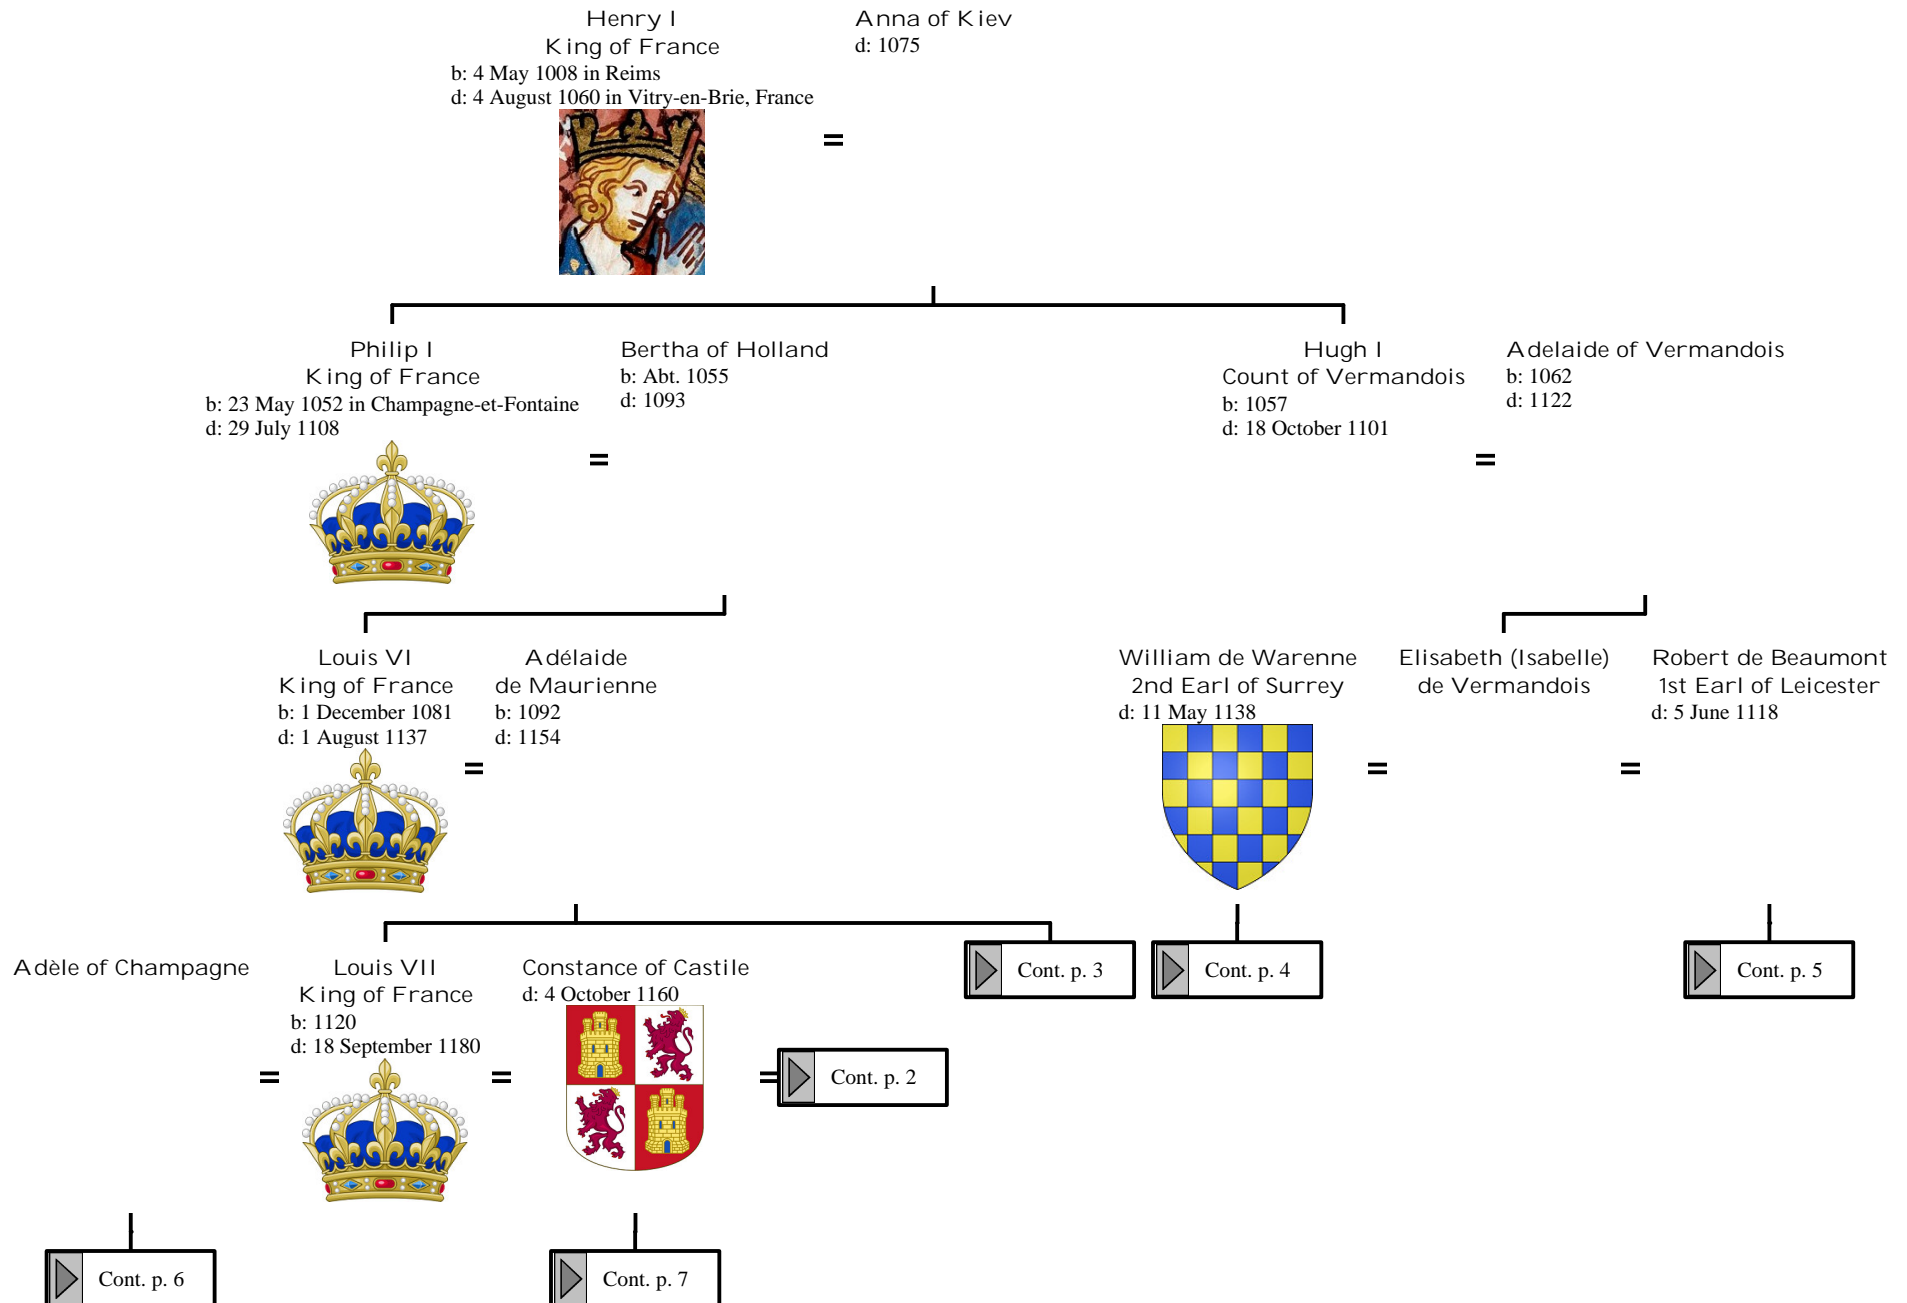 Henry I
King of France
b: 4 May 1008 in Reims
d: 4 August 1060 in Vitry-en-Brie, France
=
Anna of Kiev
d: 1075
Philip I
King of France
b: 23 May 1052 in Champagne-et-Fontaine
d: 29 July 1108
=
Bertha of Holland
b: Abt. 1055
d: 1093
Hugh I
Count of Vermandois
b: 1057
d: 18 October 1101
=
Adelaide of Vermandois
b: 1062
d: 1122
Louis VI
King of France
b: 1 December 1081
d: 1 August 1137
=
Adélaide
de Maurienne
b: 1092
d: 1154
William de Warenne
2nd Earl of Surrey
d: 11 May 1138
=
Elisabeth (Isabelle)
de Vermandois
=
Robert de Beaumont
1st Earl of Leicester
d: 5 June 1118
Adèle of Champagne
=
Louis VII
King of France
b: 1120
d: 18 September 1180
=
Constance of Castile
d: 4 October 1160
=
Cont. p. 2
Cont. p. 3
Cont. p. 4
Cont. p. 5
Cont. p. 6
Cont. p. 7